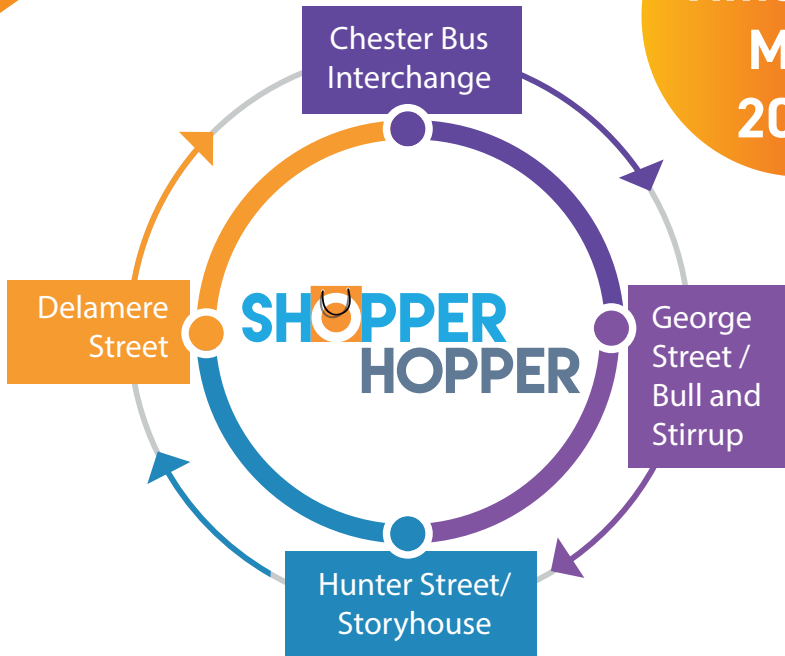 Chester Bus
Interchange
Delamere
Street
SHOPPER
HOPPER
George
Street /
Bull and
Stirrup
Hunter Street/
Storyhouse